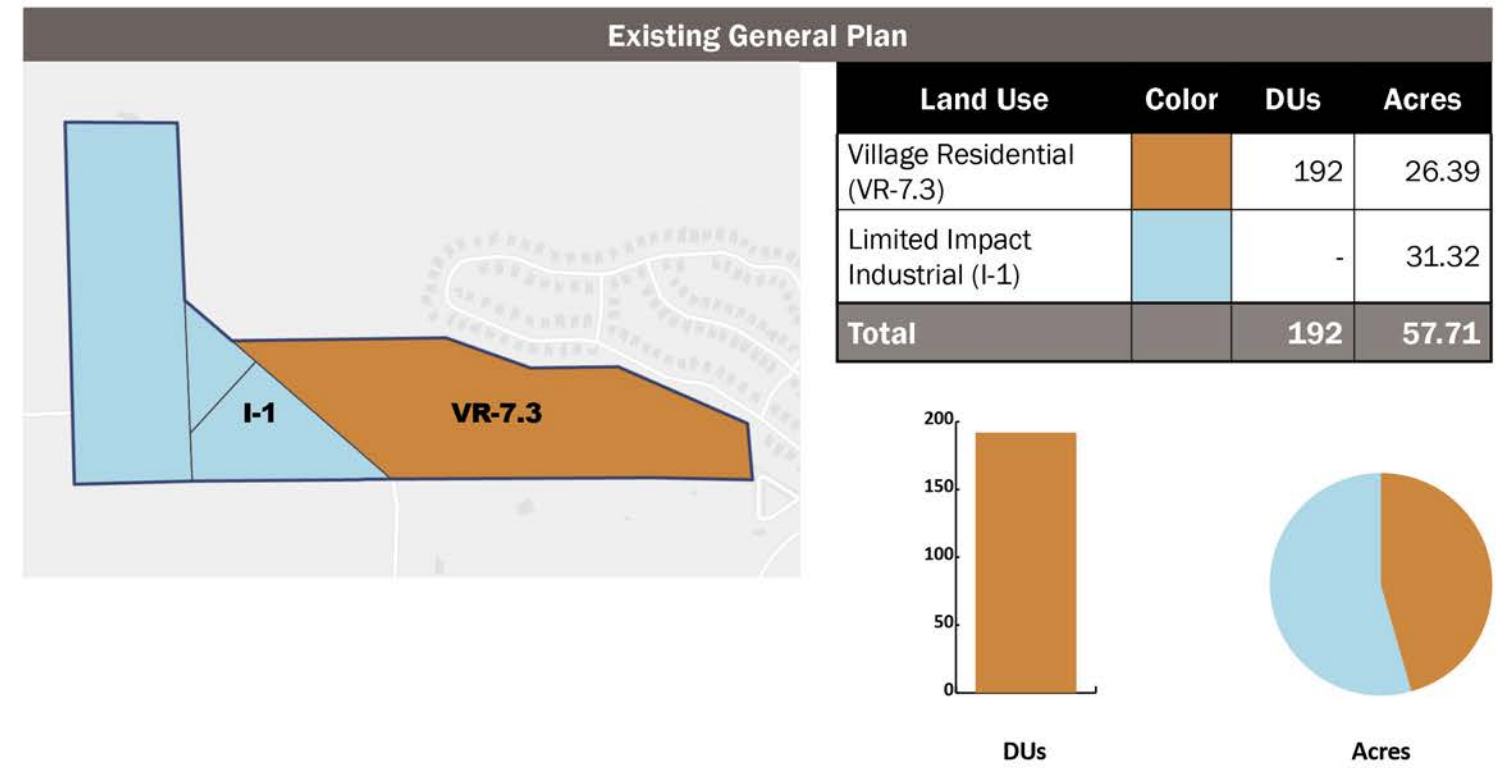 Existing General Plan
Land Use Color DUs Acres
Village Residential
(VR-7.3)
192 26.39
Limited Impact
Industrial (I-1)
- 31.32
Total 192 57.71
I-1
VR-7.3
200
150
100
50
0
DUs
Acres